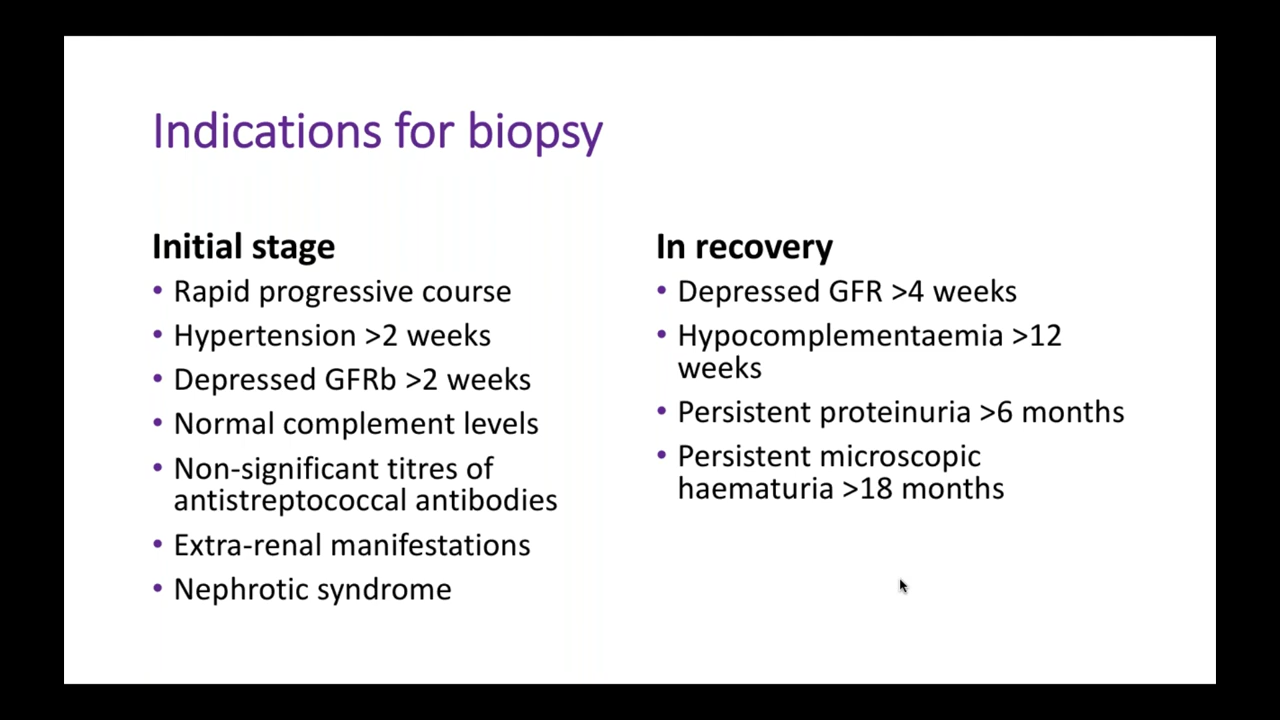 Indications for biopsy
Initial stage
• Rapid progressive course
• Hypertension >2 weeks
• Depressed GFRb >2 weeks
• Normal complement levels
• Non-significant titres of
antistreptococcal antibodies
• Extra-renal manifestations
• Nephrotic syndrome
In recovery
• Depressed GFR >4 weeks
• Hypocomplementaemia >12
weeks
• Persistent proteinuria >6 months
• Persistent microscopic
haematuria >18 months